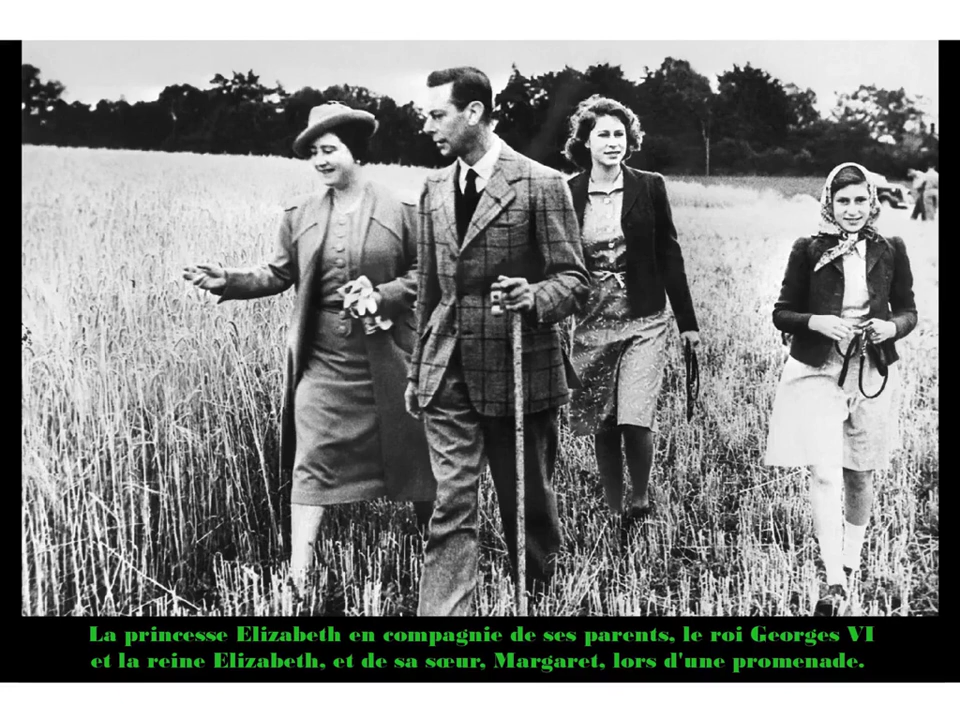 La princesse Elizabeth en compagnie de ses parents, le roi Georges VI
et la reine Elizabeth, et de sa sœur, Margaret, lors d'une promenade.